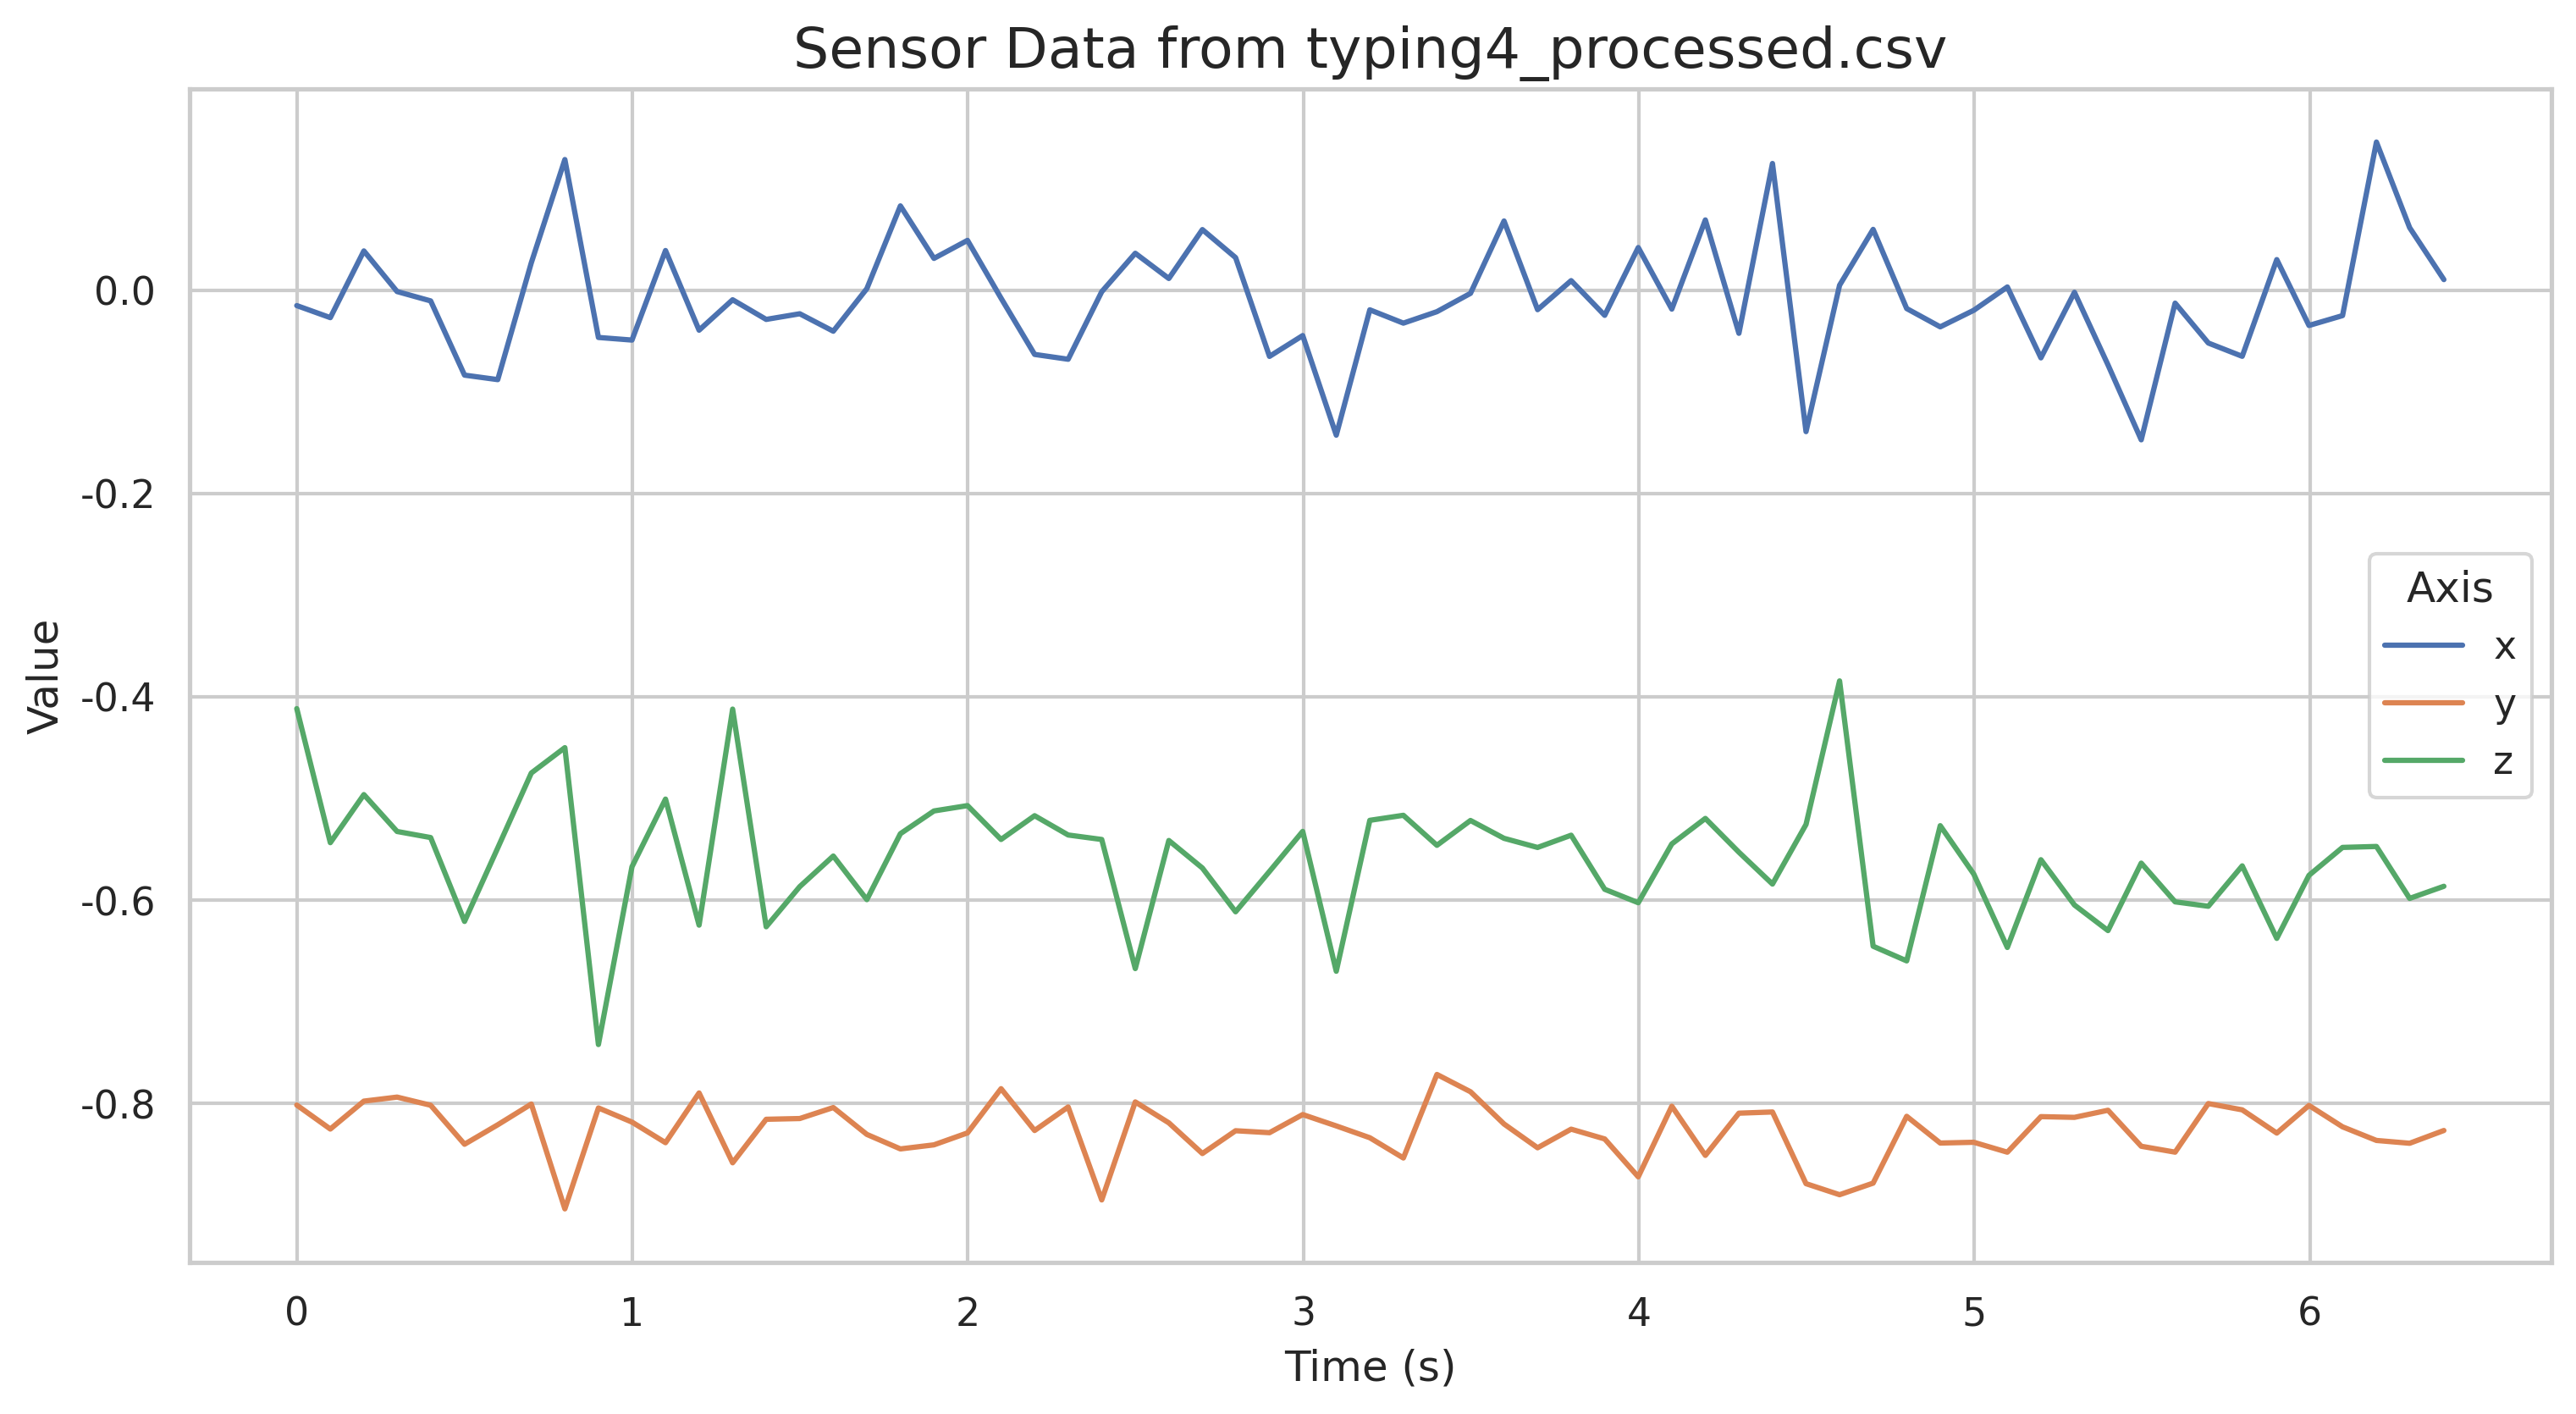 Sensor Data from typing4_processed.csv
Value
0.0
-0.2
-0.4
-0.6
-0.8
Axis
x
y
z
0 1 2 3 4 5 6
Time (s)